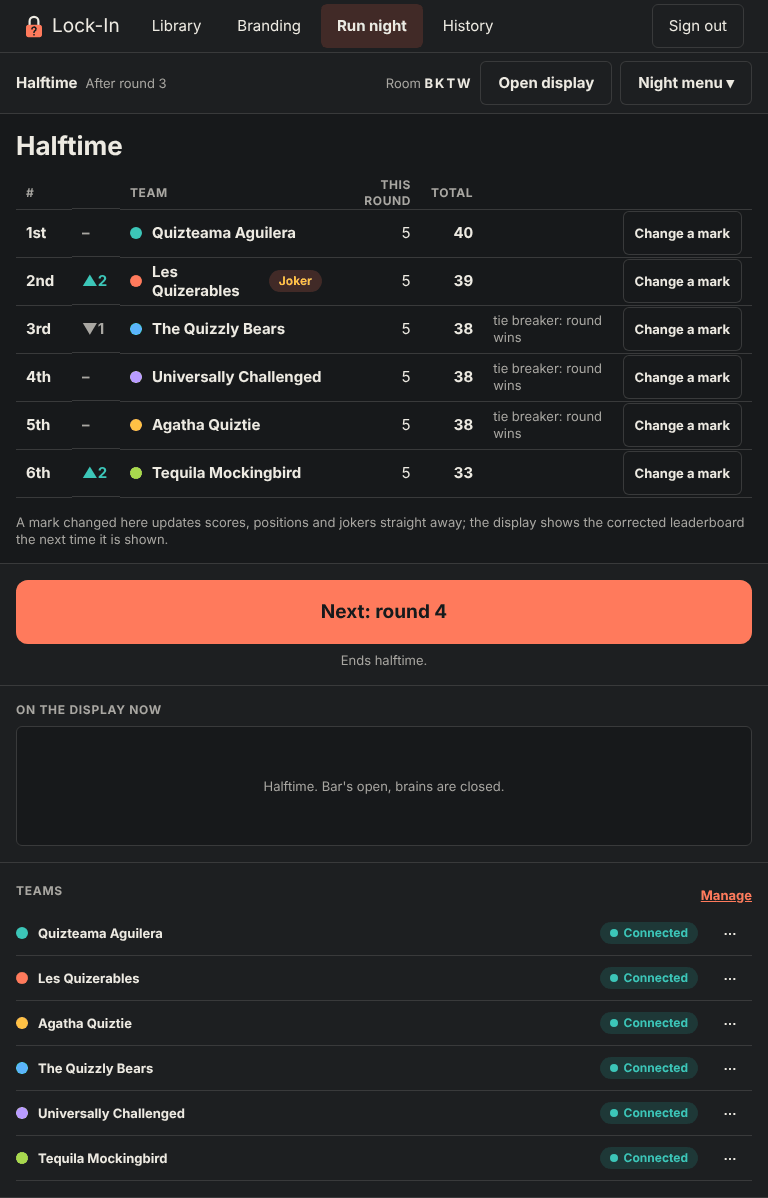 Lock-In Library Branding Run night History Sign out
Halftime After round 3 Room BKTW Open display Night menu ▾
Halftime
# TEAM THIS ROUND TOTAL
1st – Quizteama Aguilera 5 40 Change a mark
2nd ▲2 Les Quizerables Joker 5 39 Change a mark
3rd ▼1 The Quizzly Bears 5 38 tie breaker: round wins Change a mark
4th – Universally Challenged 5 38 tie breaker: round wins Change a mark
5th – Agatha Quiztie 5 38 tie breaker: round wins Change a mark
6th ▲2 Tequila Mockingbird 5 33 Change a mark
A mark changed here updates scores, positions and jokers straight away; the display shows the corrected leaderboard
the next time it is shown.
Next: round 4
Ends halftime.
ON THE DISPLAY NOW
Halftime. Bar's open, brains are closed.
TEAMS Manage
Quizteama Aguilera Connected ...
Les Quizerables Connected ...
Agatha Quiztie Connected ...
The Quizzly Bears Connected ...
Universally Challenged Connected ...
Tequila Mockingbird Connected ...